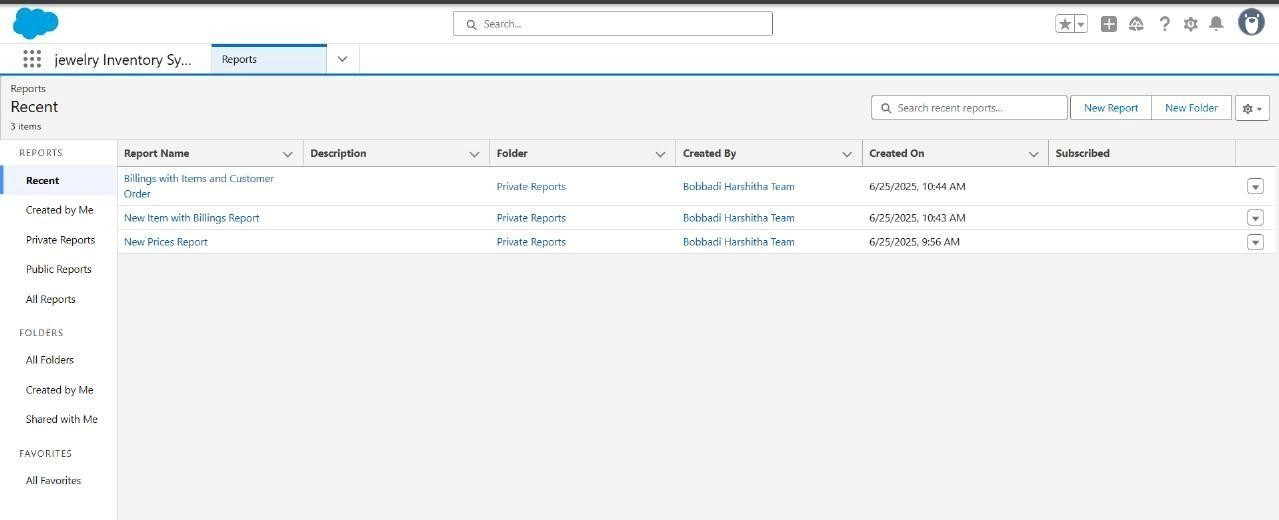 Search...
jewelry Inventory Sy...
Reports
Reports
Recent
3 items
Search recent reports...
New Report
New Folder
REPORTS
Recent
Created by Me
Private Reports
Public Reports
All Reports
FOLDERS
All Folders
Created by Me
Shared with Me
FAVORITES
All Favorites
Report Name Description Folder Created By Created On Subscribed
Billings with Items and Customer
Order
Private Reports Bobbadi Harshitha Team 6/25/2025, 10:44 AM
New Item with Billings Report Private Reports Bobbadi Harshitha Team 6/25/2025, 10:43 AM
New Prices Report Private Reports Bobbadi Harshitha Team 6/25/2025, 9:56 AM